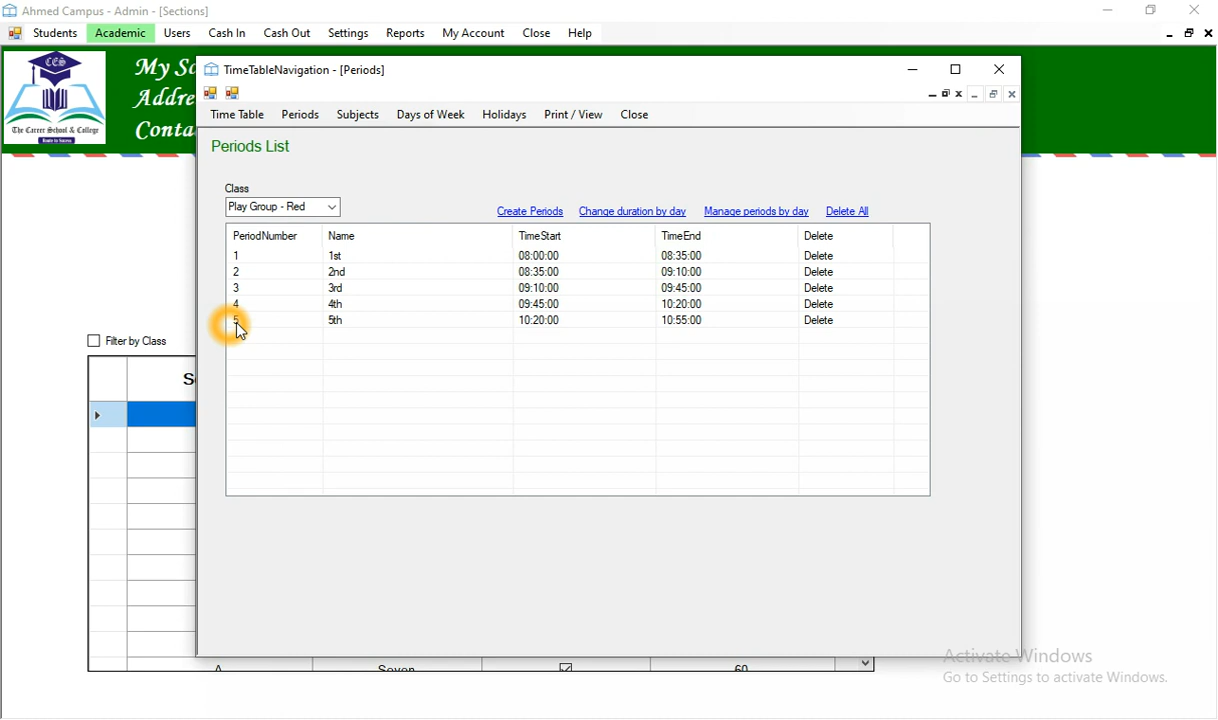 Ahmed Campus - Admin - [Sections]
Students Academic Users Cash In Cash Out Settings Reports My Account Close Help
CES
The Career School & College
My Sc
Addre
Conta
TimeTableNavigation - [Periods]
Time Table Periods Subjects Days of Week Holidays Print / View Close
Periods List
Class
Play Group - Red
Create Periods Change duration by day Manage periods by day Delete All
PeriodNumber Name TimeStart TimeEnd Delete
1 1st 08:00:00 08:35:00 Delete
2 2nd 08:35:00 09:10:00 Delete
3 3rd 09:10:00 09:45:00 Delete
4 4th 09:45:00 10:20:00 Delete
5 5th 10:20:00 10:55:00 Delete
Filter by Class
S
A Seven 60
Activate Windows
Go to Settings to activate Windows.